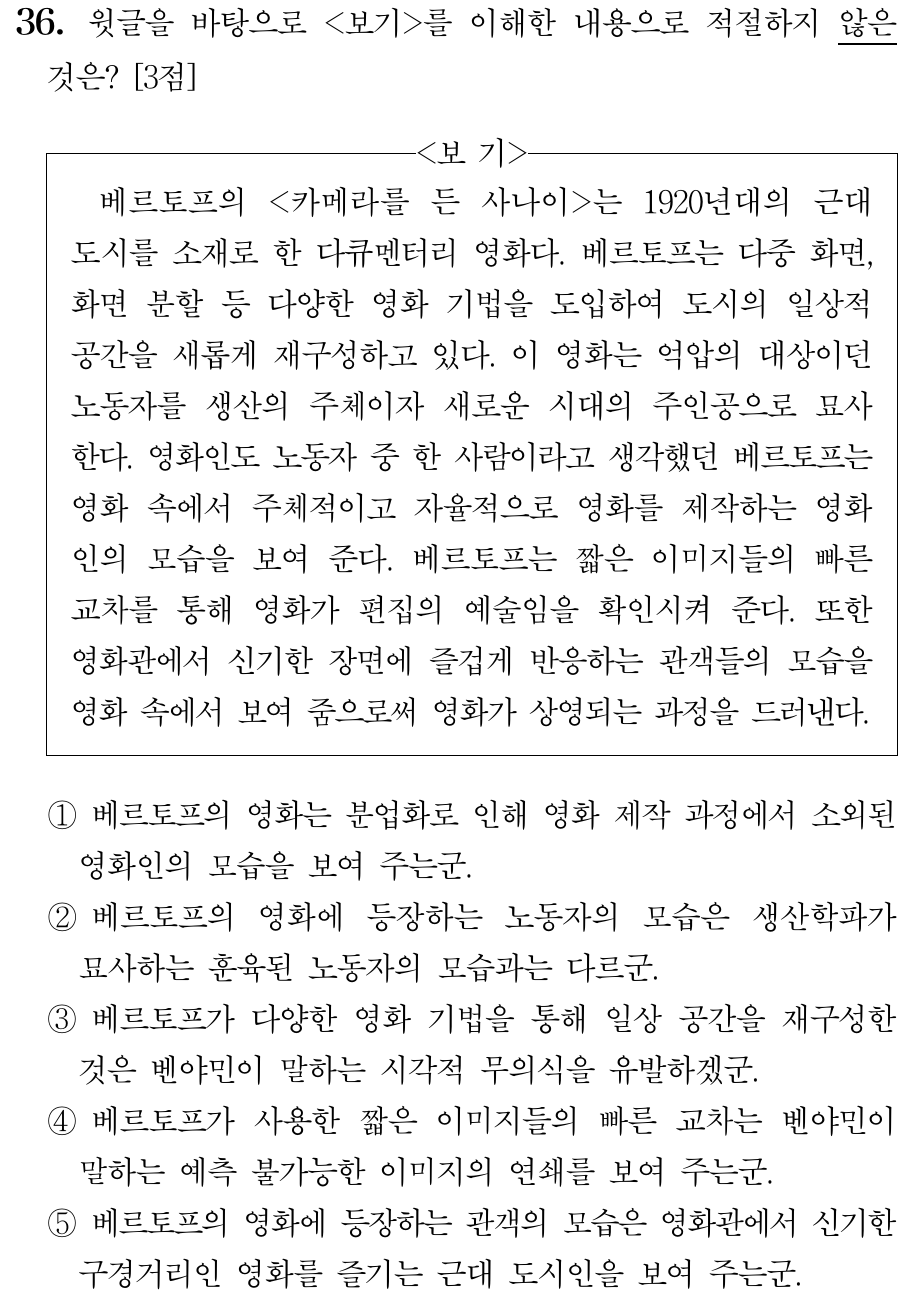 36. 윗글을 바탕으로 <보기>를 이해한 내용으로 적절하지 않은
것은? [3점]
<보 기>
베르토프의 <카메라를 든 사나이>는 1920년대의 근대
도시를 소재로 한 다큐멘터리 영화다. 베르토프는 다중 화면,
화면 분할 등 다양한 영화 기법을 도입하여 도시의 일상적
공간을 새롭게 재구성하고 있다. 이 영화는 억압의 대상이던
노동자를 생산의 주체이자 새로운 시대의 주인공으로 묘사
한다. 영화인도 노동자 중 한 사람이라고 생각했던 베르토프는
영화 속에서 주체적이고 자율적으로 영화를 제작하는 영화
인의 모습을 보여 준다. 베르토프는 짧은 이미지들의 빠른
교차를 통해 영화가 편집의 예술임을 확인시켜 준다. 또한
영화관에서 신기한 장면에 즐겁게 반응하는 관객들의 모습을
영화 속에서 보여 줌으로써 영화가 상영되는 과정을 드러낸다.
① 베르토프의 영화는 분업화로 인해 영화 제작 과정에서 소외된
영화인의 모습을 보여 주는군.
② 베르토프의 영화에 등장하는 노동자의 모습은 생산학파가
묘사하는 훈육된 노동자의 모습과는 다르군.
③ 베르토프가 다양한 영화 기법을 통해 일상 공간을 재구성한
것은 벤야민이 말하는 시각적 무의식을 유발하겠군.
④ 베르토프가 사용한 짧은 이미지들의 빠른 교차는 벤야민이
말하는 예측 불가능한 이미지의 연쇄를 보여 주는군.
⑤ 베르토프의 영화에 등장하는 관객의 모습은 영화관에서 신기한
구경거리인 영화를 즐기는 근대 도시인을 보여 주는군.